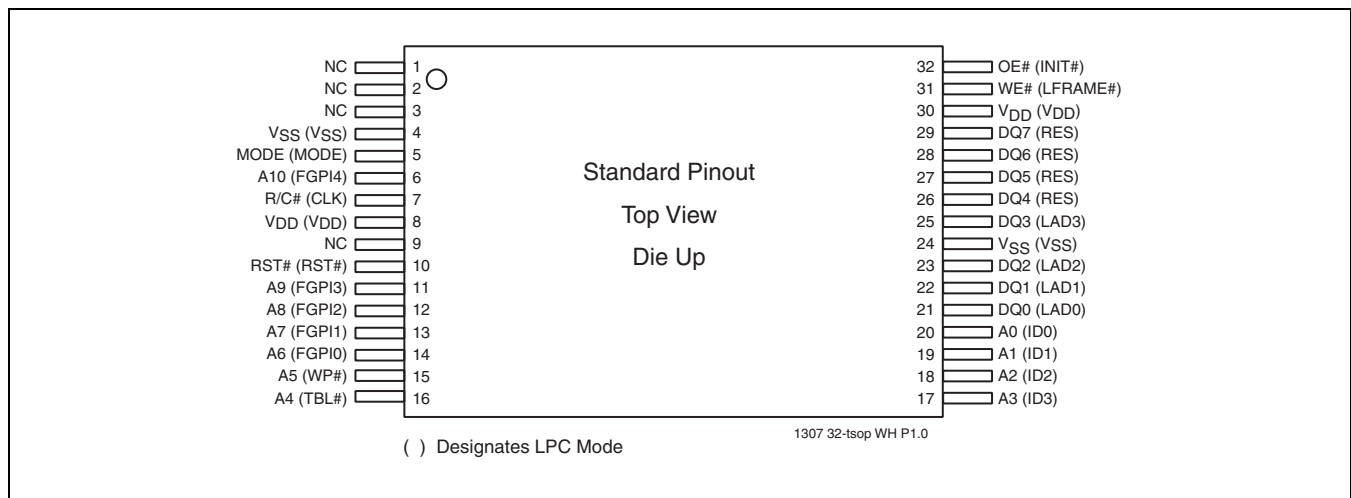 NC 1
NC 2
NC 3
VSS (VSS) 4
MODE (MODE) 5
A10 (FGPI4) 6
R/C# (CLK) 7
VDD (VDD) 8
NC 9
RST# (RST#) 10
A9 (FGPI3) 11
A8 (FGPI2) 12
A7 (FGPI1) 13
A6 (FGPI0) 14
A5 (WP#) 15
A4 (TBL#) 16
Standard Pinout
Top View
Die Up
32 OE# (INIT#)
31 WE# (LFRAME#)
30 VDD (VDD)
29 DQ7 (RES)
28 DQ6 (RES)
27 DQ5 (RES)
26 DQ4 (RES)
25 DQ3 (LAD3)
24 VSS (VSS)
23 DQ2 (LAD2)
22 DQ1 (LAD1)
21 DQ0 (LAD0)
20 A0 (ID0)
19 A1 (ID1)
18 A2 (ID2)
17 A3 (ID3)
1307 32-tsop WH P1.0
( ) Designates LPC Mode